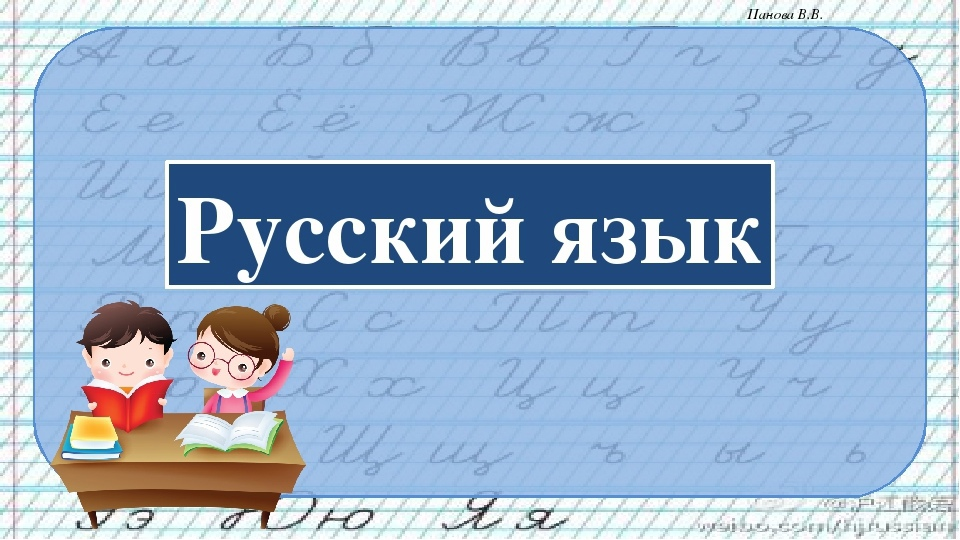 Панова В.В.
Аа Бб Вв Гг Дд
Ее Ёё Жж Зз
Русский язык
Сс Тт Уу
Хх Цц Чч
Щщ ъ ы ь
Ээ Юю Яя
weibo.com/hjrussian